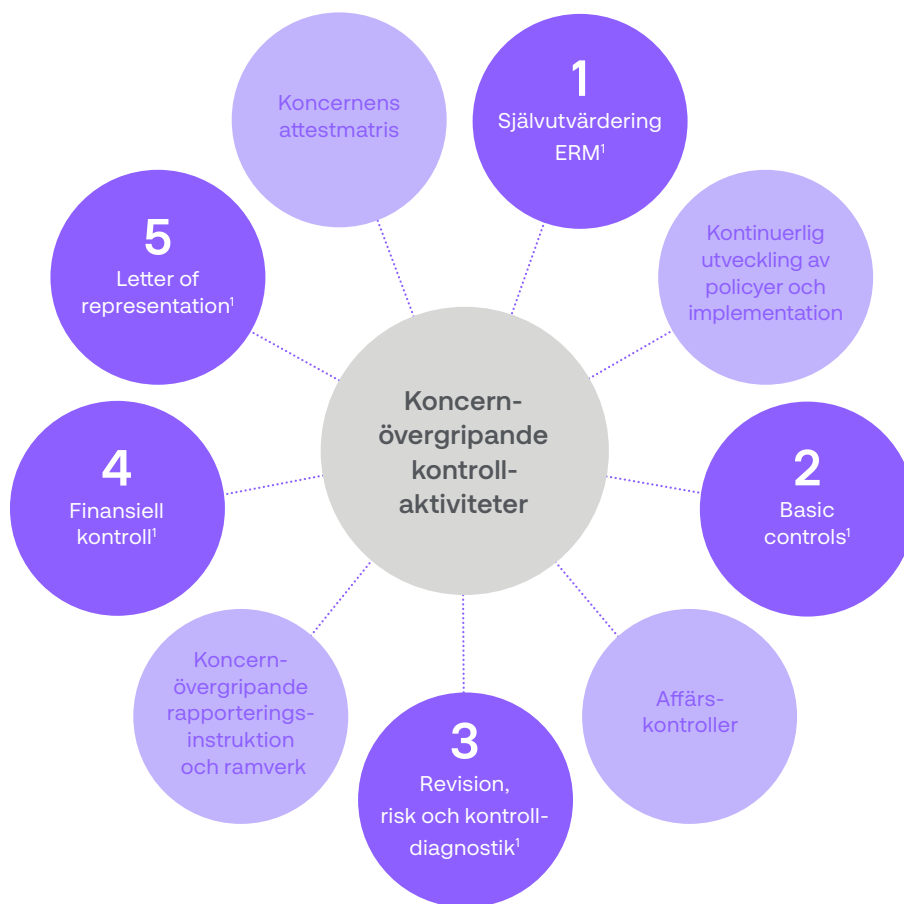 Koncernens
attestmatris
1
Självutvärdering
ERM¹
Kontinuerlig
utveckling av
policyer och
implementation
2
Basic
controls¹
Affärs-
kontroller
3
Revision,
risk och kontroll-
diagnostik¹
Koncern-
övergripande
rapporterings-
instruktion
och ramverk
4
Finansiell
kontroll¹
5
Letter of
representation¹
Koncern-
övergripande
kontroll-
aktiviteter